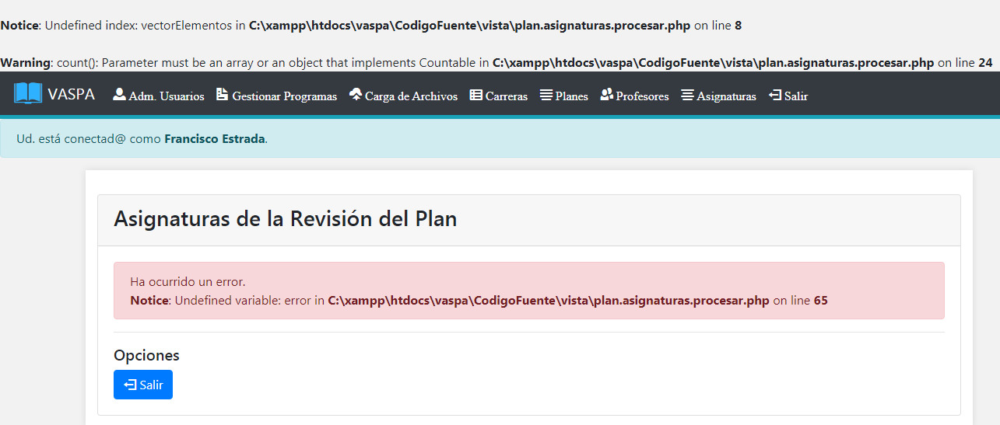 Notice: Undefined index: vectorElementos in C:\xampp\htdocs\vaspa\CodigoFuente\vista\plan.asignaturas.procesar.php on line 8
Warning: count(): Parameter must be an array or an object that implements Countable in C:\xampp\htdocs\vaspa\CodigoFuente\vista\plan.asignaturas.procesar.php on line 24
VASPA Adm. Usuarios Gestionar Programas Carga de Archivos Carreras Planes Profesores Asignaturas Salir
Ud. está conectad@ como Francisco Estrada.
Asignaturas de la Revisión del Plan
Ha ocurrido un error.
Notice: Undefined variable: error in C:\xampp\htdocs\vaspa\CodigoFuente\vista\plan.asignaturas.procesar.php on line 65
Opciones
Salir